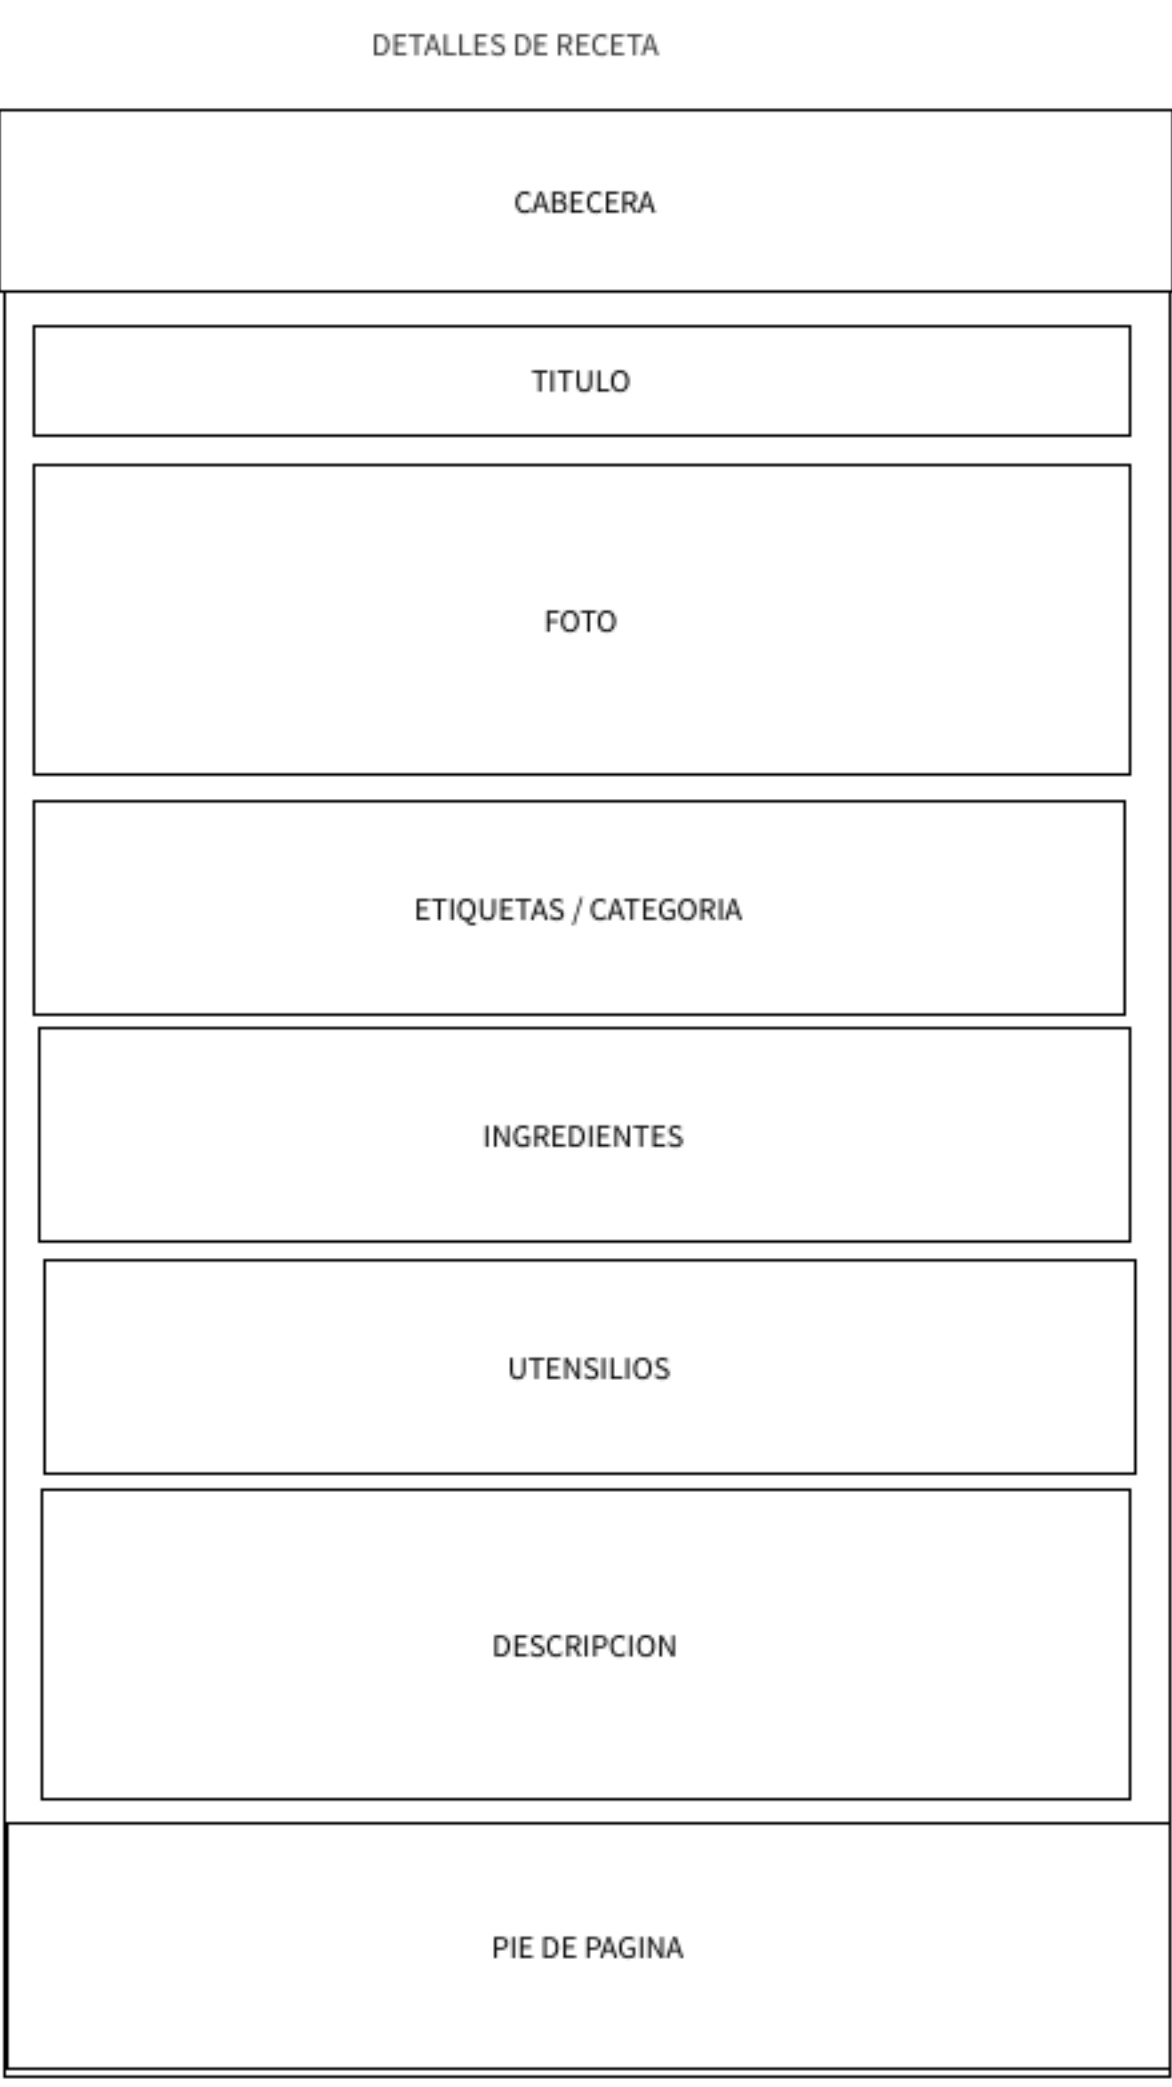 DETALLES DE RECETA
CABECERA
TITULO
FOTO
ETIQUETAS / CATEGORIA
INGREDIENTES
UTENSILIOS
DESCRIPCION
PIE DE PAGINA